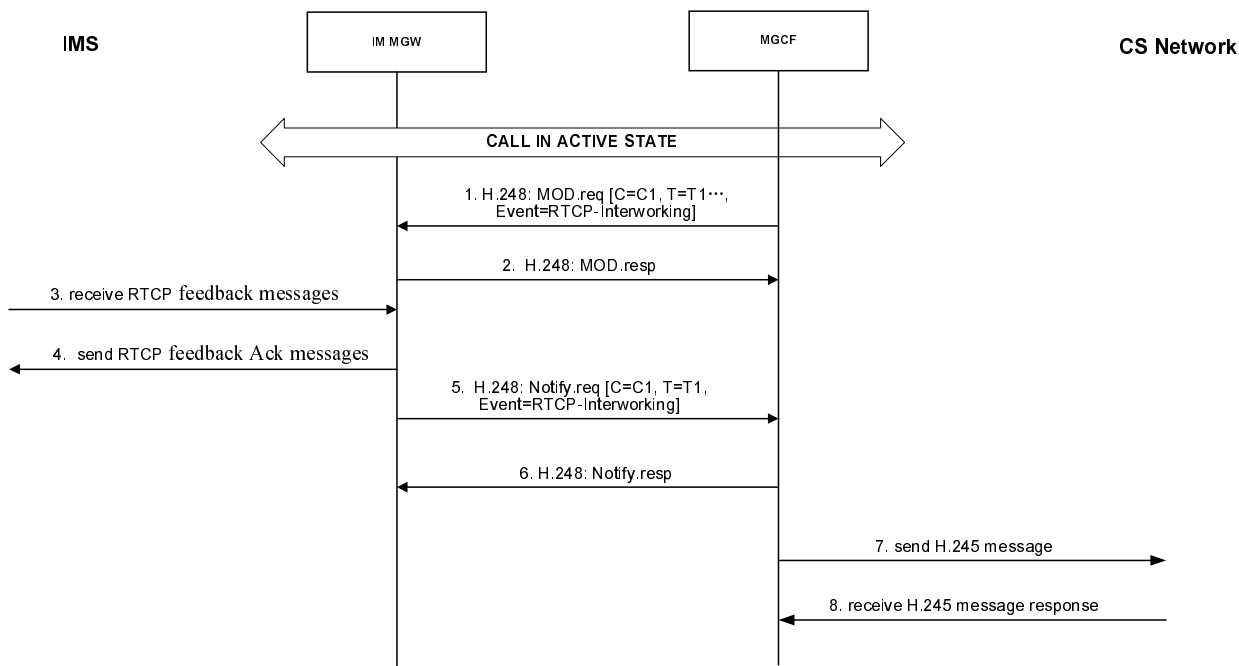 IMS
IM MGW
MGCF
CS Network
CALL IN ACTIVE STATE
1. H.248: MOD.req [C=C1, T=T1···,
Event=RTCP-Interworking]
2. H.248: MOD.resp
3. receive RTCP feedback messages
4. send RTCP feedback Ack messages
5. H.248: Notify.req [C=C1, T=T1,
Event=RTCP-Interworking]
6. H.248: Notify.resp
7. send H.245 message
8. receive H.245 message response